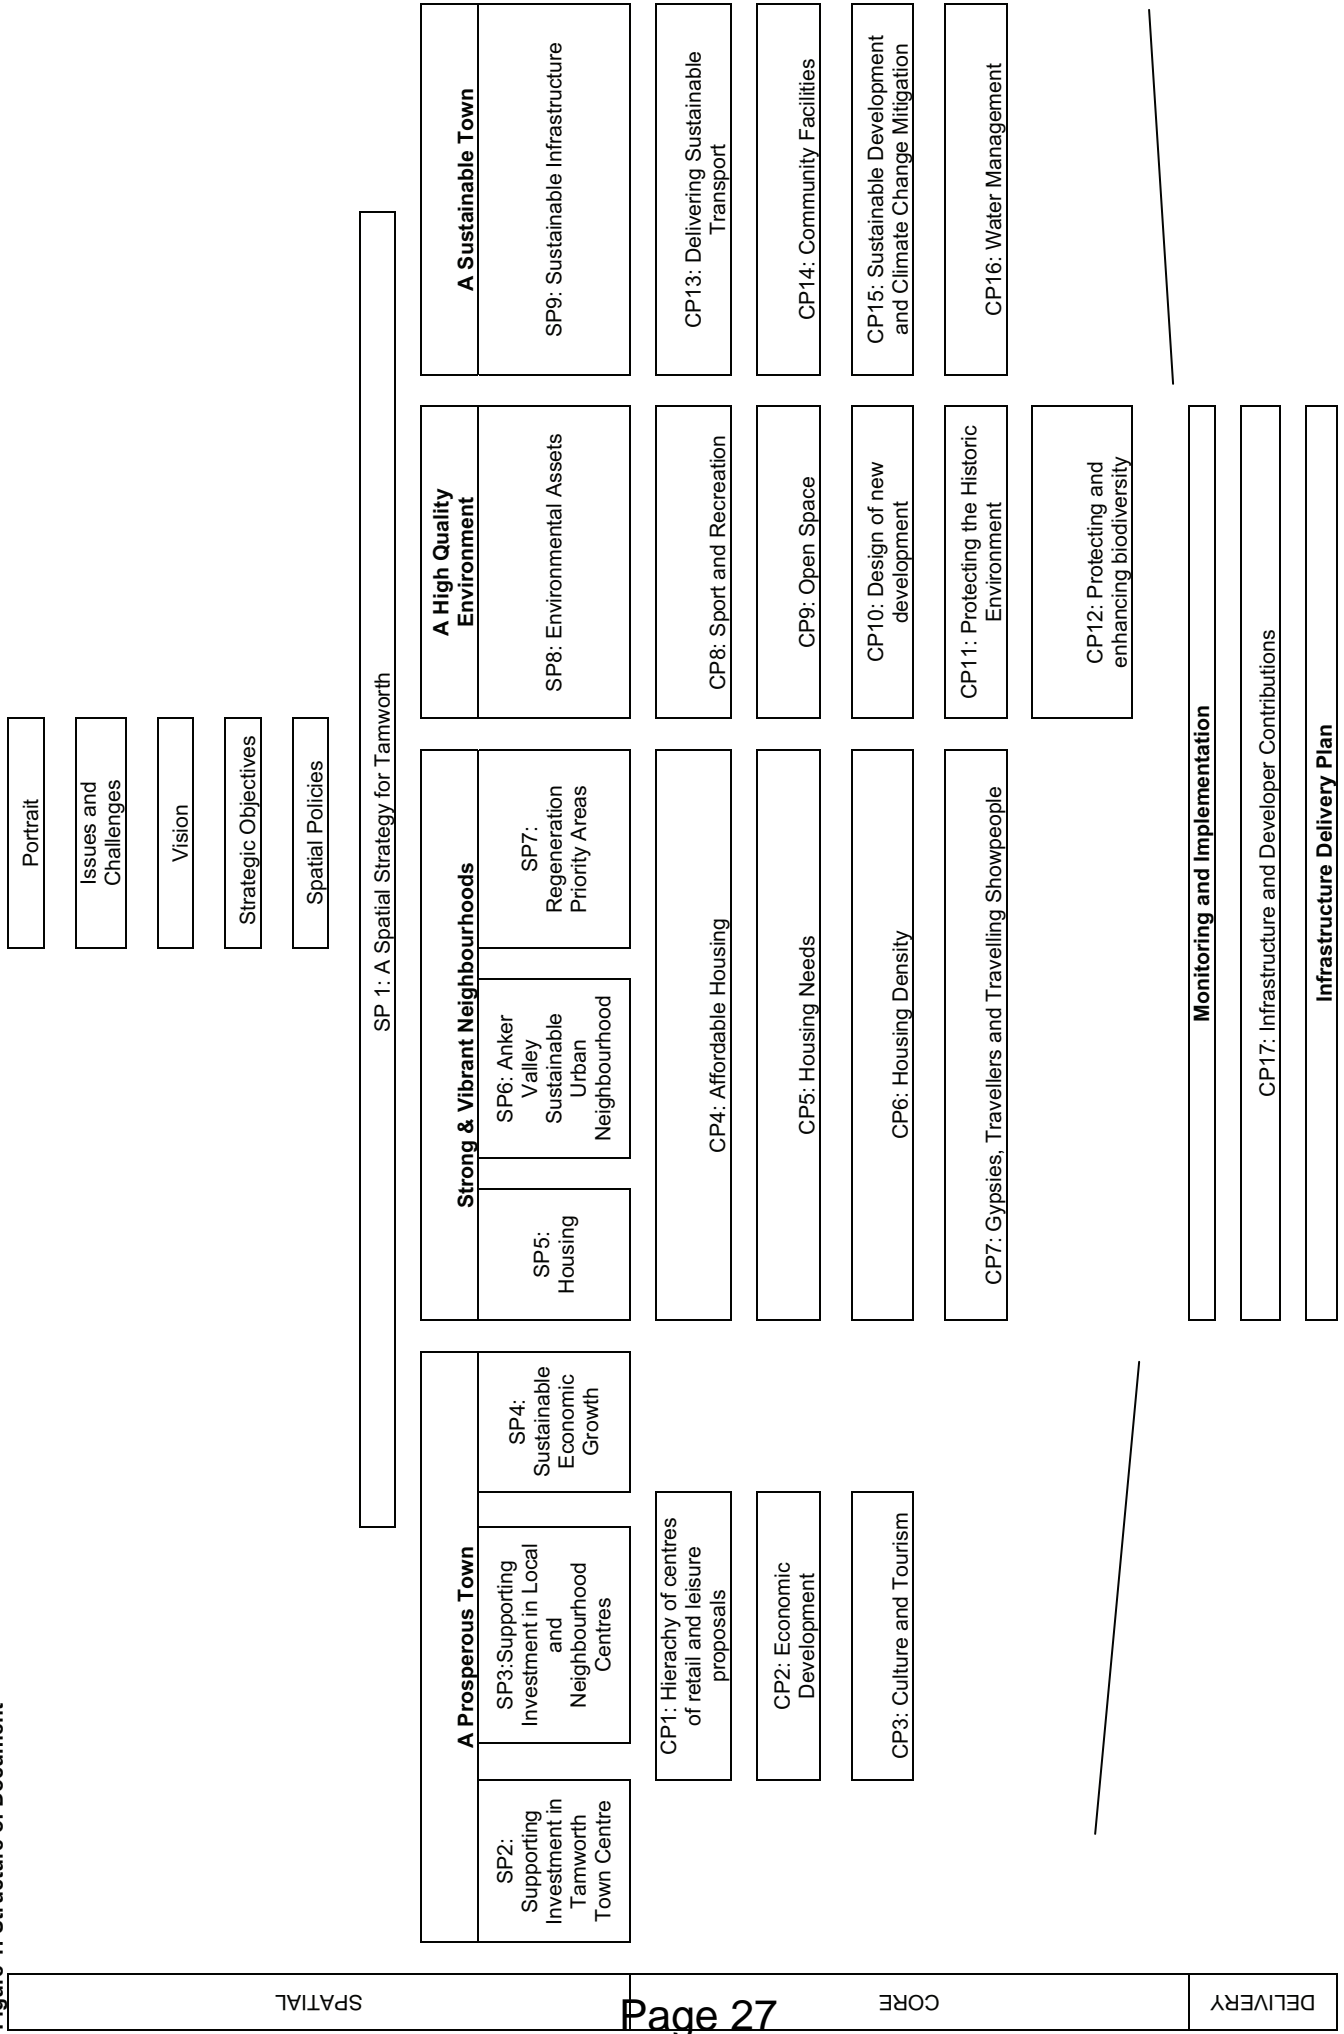 Portrait
Issues and
Challenges
Vision
Strategic Objectives
Spatial Policies
SP 1: A Spatial Strategy for Tamworth
A Prosperous Town
SP2:
Supporting
Investment in
Tamworth
Town Centre
SP3:Supporting
Investment in Local
and
Neighbourhood
Centres
SP4:
Sustainable
Economic
Growth
CP1: Hierachy of centres
of retail and leisure
proposals
CP2: Economic
Development
CP3: Culture and Tourism
Strong & Vibrant Neighbourhoods
SP5:
Housing
SP6: Anker
Valley
Sustainable
Urban
Neighbourhood
SP7:
Regeneration
Priority Areas
CP4: Affordable Housing
CP5: Housing Needs
CP6: Housing Density
CP7: Gypsies, Travellers and Travelling Showpeople
A High Quality
Environment
SP8: Environmental Assets
CP8: Sport and Recreation
CP9: Open Space
CP10: Design of new
development
CP11: Protecting the Historic
Environment
CP12: Protecting and
enhancing biodiversity
A Sustainable Town
SP9: Sustainable Infrastructure
CP13: Delivering Sustainable
Transport
CP14: Community Facilities
CP15: Sustainable Development
and Climate Change Mitigation
CP16: Water Management
Monitoring and Implementation
CP17: Infrastructure and Developer Contributions
Infrastructure Delivery Plan
SPATIAL
CORE
DELIVERY
Page 27